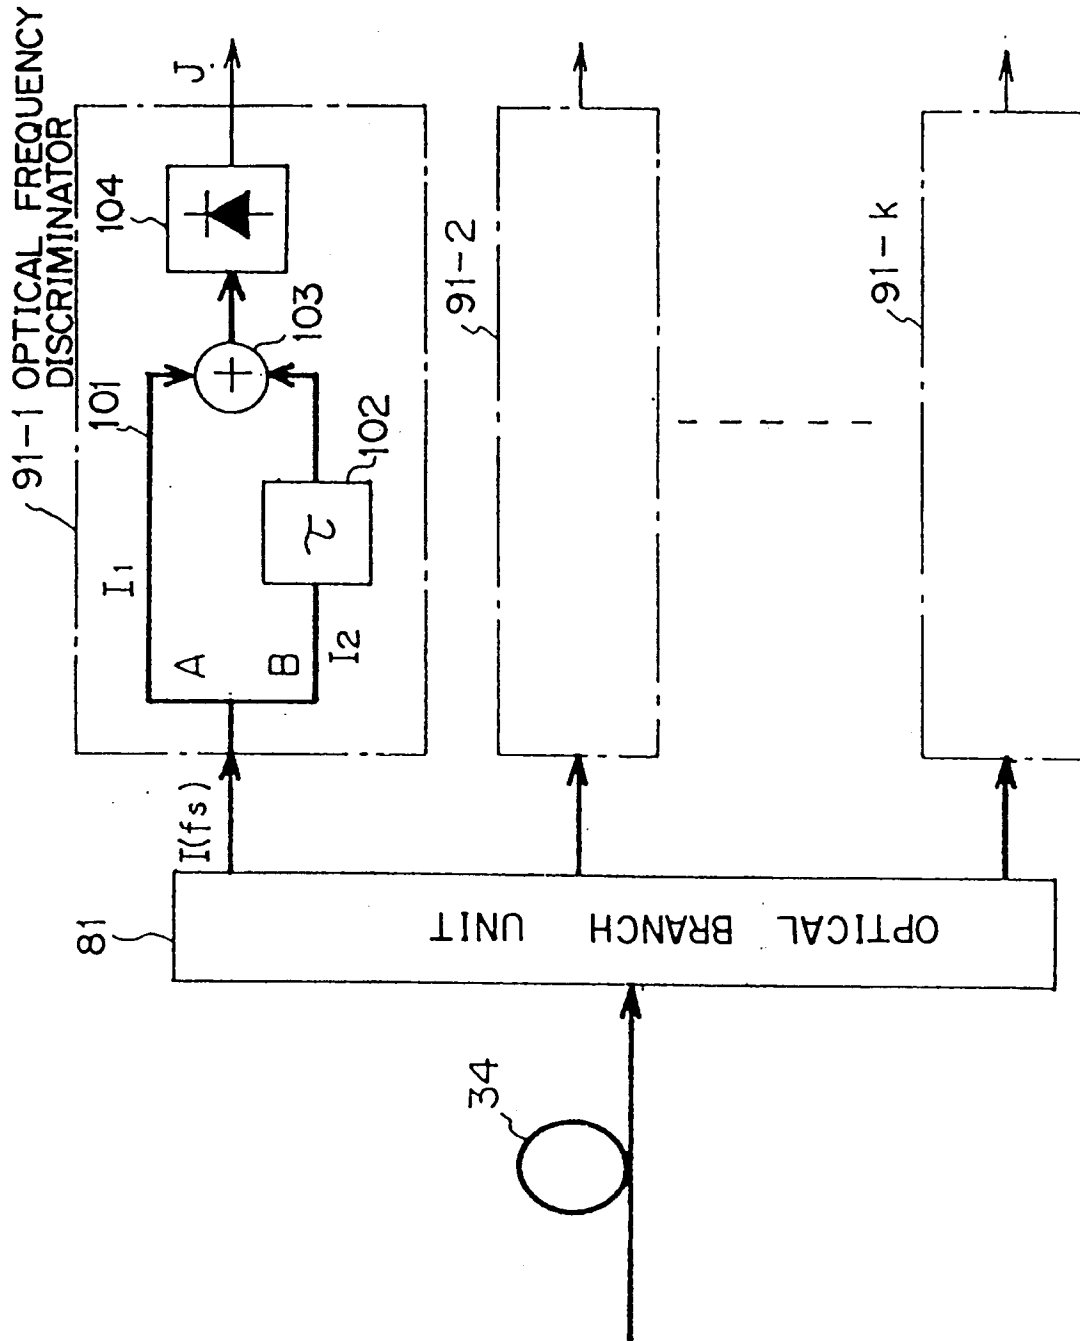 91-1 OPTICAL FREQUENCY
DISCRIMINATOR
104
J
101
103
102
τ
I1
I2
A
B
I(fs)
91-2
91-k
81
OPTICAL BRANCH UNIT
34
+